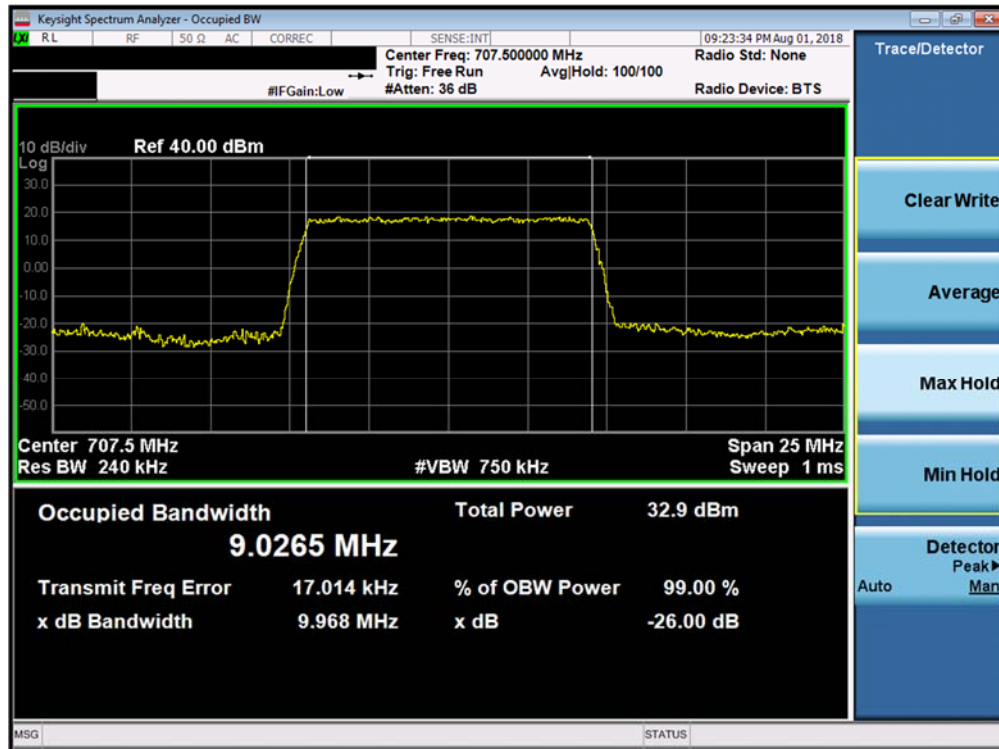 Keysight Spectrum Analyzer - Occupied BW
LXI RL RF 50 Ω AC CORREC SENSE:INT 09:23:34 PM Aug 01, 2018
Center Freq: 707.500000 MHz Radio Std: None
Trig: Free Run Avg|Hold: 100/100
#IFGain:Low #Atten: 36 dB Radio Device: BTS
Trace/Detector
10 dB/div Ref 40.00 dBm
Log
30.0
20.0
10.0
0.00
-10.0
-20.0
-30.0
-40.0
-50.0
Center 707.5 MHz Span 25 MHz
Res BW 240 kHz #VBW 750 kHz Sweep 1 ms
Clear Write
Average
Max Hold
Min Hold
Detector
Peak▶
Auto Man
Occupied Bandwidth Total Power 32.9 dBm
9.0265 MHz
Transmit Freq Error 17.014 kHz % of OBW Power 99.00 %
x dB Bandwidth 9.968 MHz x dB -26.00 dB
MSG STATUS